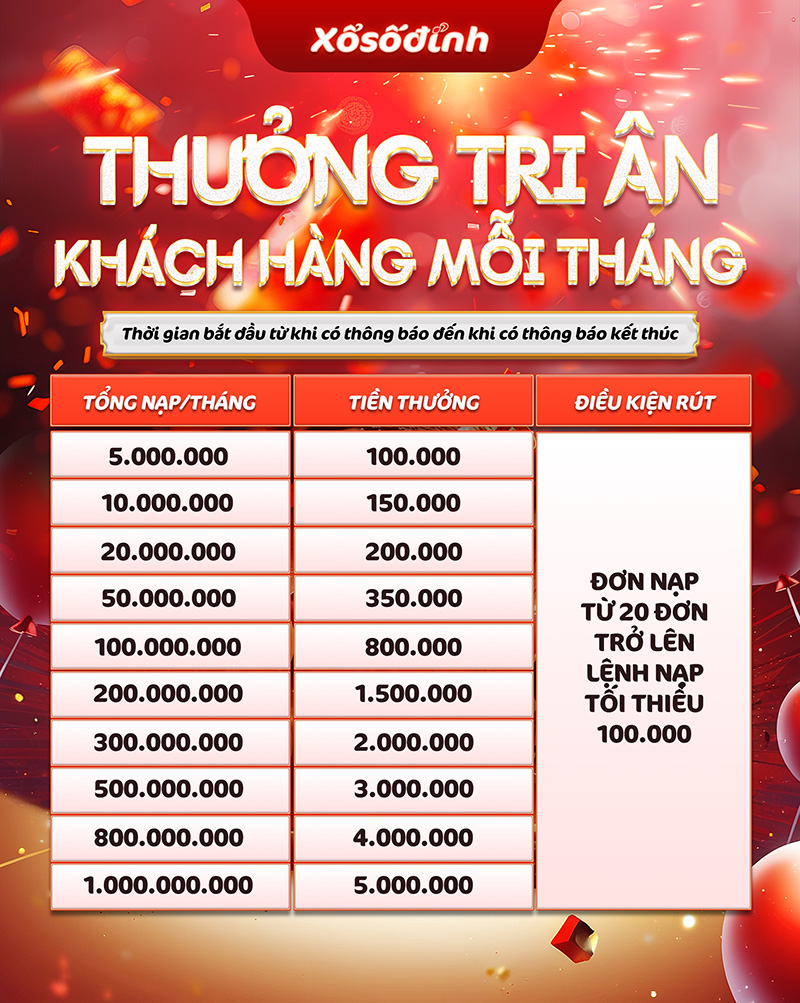 Xổsốđỉnh
THƯỞNG TRI ÂN
KHÁCH HÀNG MỖI THÁNG
Thời gian bắt đầu từ khi có thông báo đến khi có thông báo kết thúc
TỔNG NẠP/THÁNG TIỀN THƯỞNG ĐIỀU KIỆN RÚT
5.000.000 100.000
10.000.000 150.000
20.000.000 200.000
50.000.000 350.000
100.000.000 800.000
200.000.000 1.500.000
300.000.000 2.000.000
500.000.000 3.000.000
800.000.000 4.000.000
1.000.000.000 5.000.000
ĐƠN NẠP
TỪ 20 ĐƠN
TRỞ LÊN
LỆNH NẠP
TỐI THIỂU
100.000